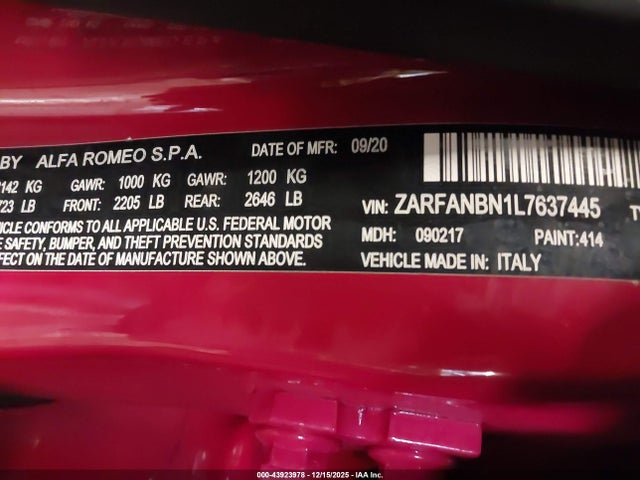 BY ALFA ROMEO S.P.A. DATE OF MFR: 09/20
2142 KG GAWR: 1000 KG GAWR: 1200 KG
723 LB FRONT: 2205 LB REAR: 2646 LB
VIN: ZARFANBN1L7637445
ICLE CONFORMS TO ALL APPLICABLE U.S. FEDERAL MOTOR
E SAFETY, BUMPER, AND THEFT PREVENTION STANDARDS
ON THE DATE OF MANUFACTURE SHOWN ABOVE.
MDH: 090217 PAINT:414
VEHICLE MADE IN: ITALY
000-43923978 - 12/15/2025 - IAA Inc.